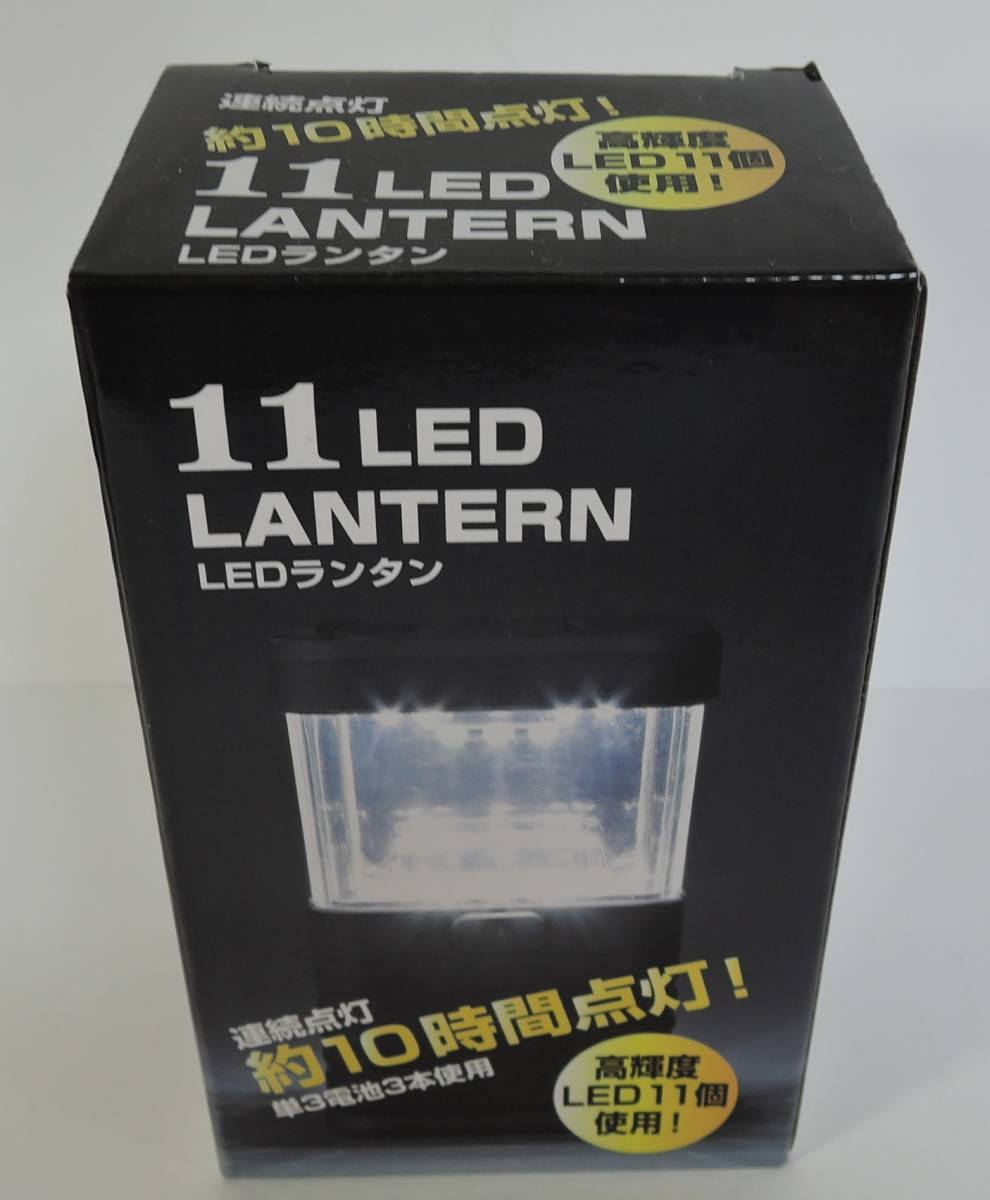 連続点灯
約10時間点灯!
高輝度
LED11個
使用!
11 LED
LANTERN
LEDランタン
11 LED
LANTERN
LEDランタン
連続点灯
約10時間点灯!
単3電池3本使用
高輝度
LED11個
使用!